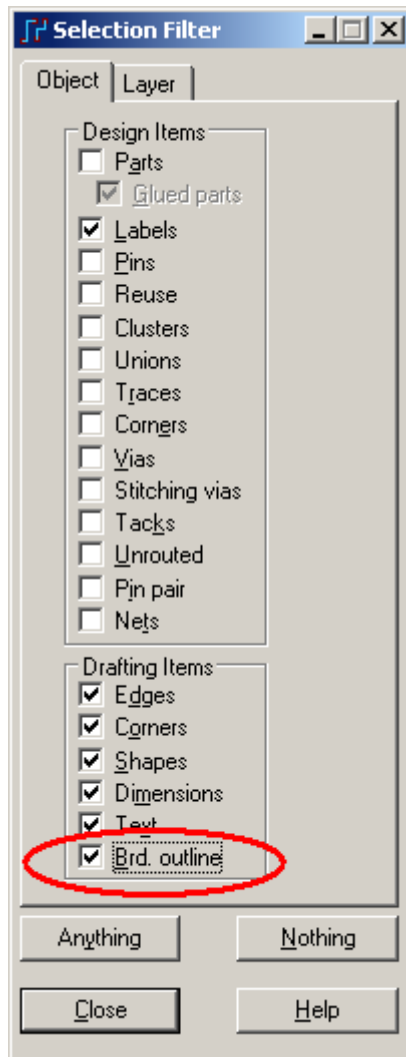 Selection Filter
Object Layer
Design Items
Parts
Glued parts
Labels
Pins
Reuse
Clusters
Unions
Traces
Corners
Vias
Stitching vias
Tacks
Unrouted
Pin pair
Nets
Drafting Items
Edges
Corners
Shapes
Dimensions
Text
Brd. outline
Anything Nothing
Close Help